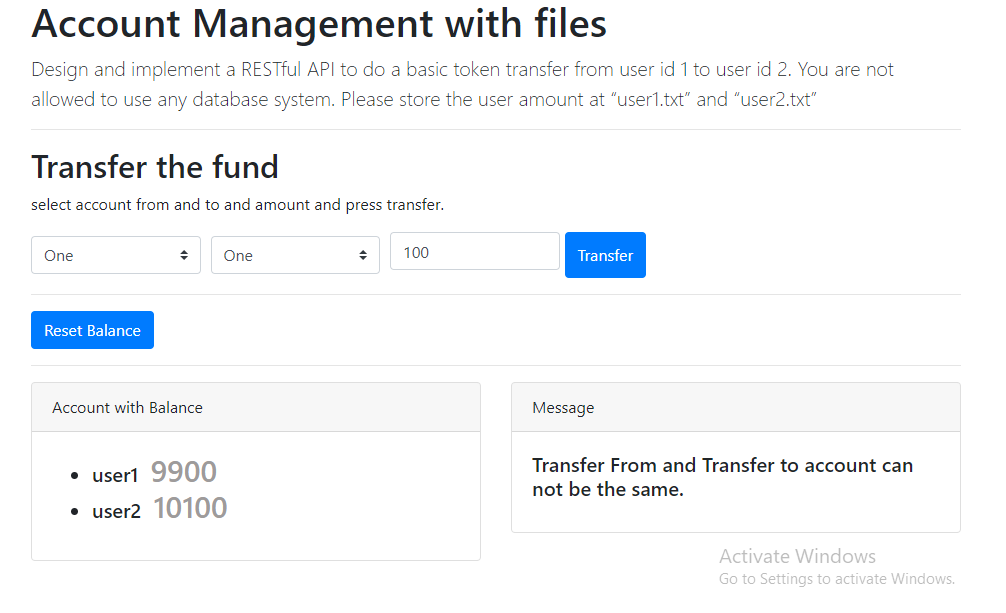 Account Management with files
Design and implement a RESTful API to do a basic token transfer from user id 1 to user id 2. You are not
allowed to use any database system. Please store the user amount at “user1.txt” and “user2.txt”
Transfer the fund
select account from and to and amount and press transfer.
One One 100 Transfer
Reset Balance
Account with Balance
user1 9900
user2 10100
Message
Transfer From and Transfer to account can
not be the same.
Activate Windows
Go to Settings to activate Windows.